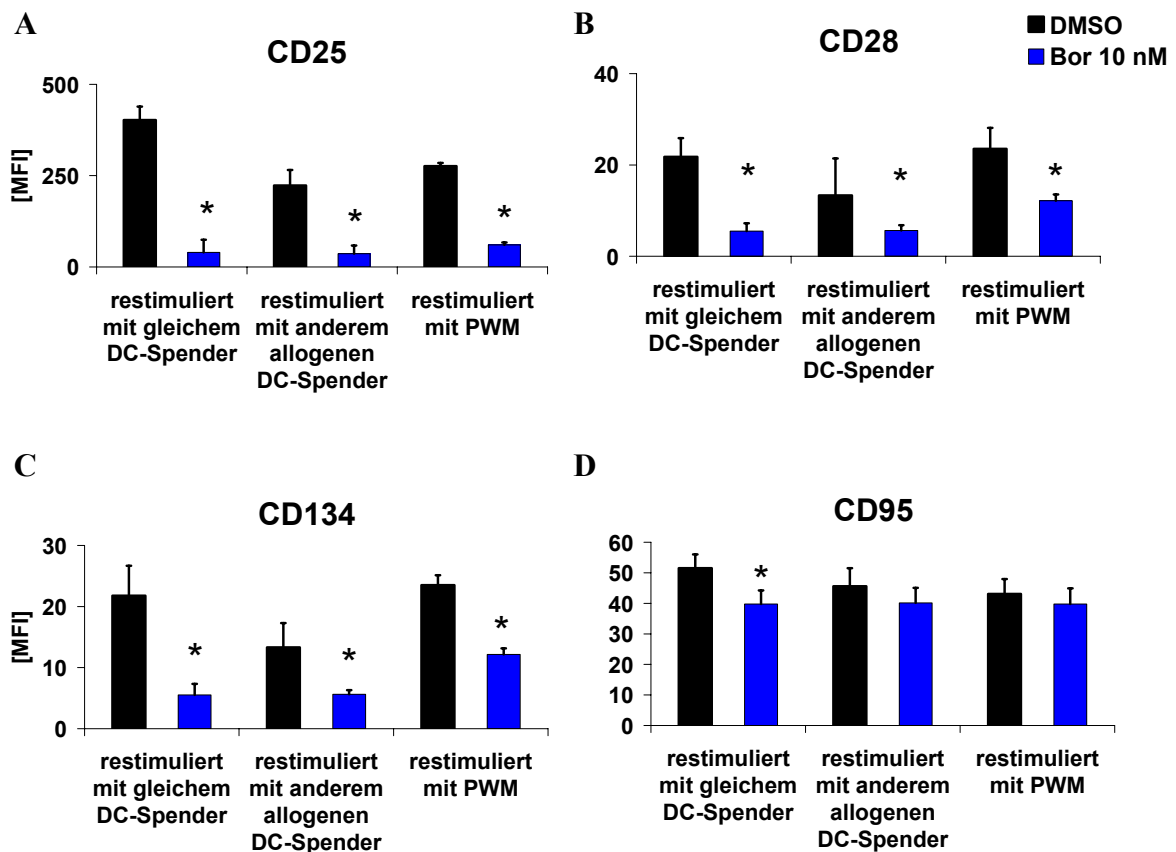 A
CD25
500
250
0
[MFI]
*
*
*
restimuliert
mit gleichem
DC-Spender
restimuliert
mit anderem
allogenen
DC-Spender
restimuliert
mit PWM
B
CD28
DMSO
Bor 10 nM
40
20
0
*
*
*
restimuliert
mit gleichem
DC-Spender
restimuliert
mit anderem
allogenen
DC-Spender
restimuliert
mit PWM
C
CD134
30
20
10
0
[MFI]
*
*
*
restimuliert
mit gleichem
DC-Spender
restimuliert
mit anderem
allogenen
DC-Spender
restimuliert
mit PWM
D
CD95
60
50
40
30
20
10
0
*
restimuliert
mit gleichem
DC-Spender
restimuliert
mit anderem
allogenen
DC-Spender
restimuliert
mit PWM